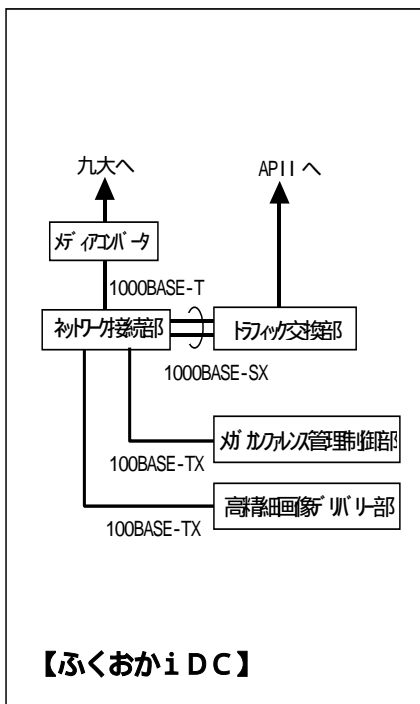 九大へ
APII へ
メディアコンバータ
1000BASE-T
ネットワーク接続部
トラフィック交換部
1000BASE-SX
メガカンファレンス管理制御部
100BASE-TX
高精細画像デリバリー部
100BASE-TX
【ふくおかｉＤＣ】